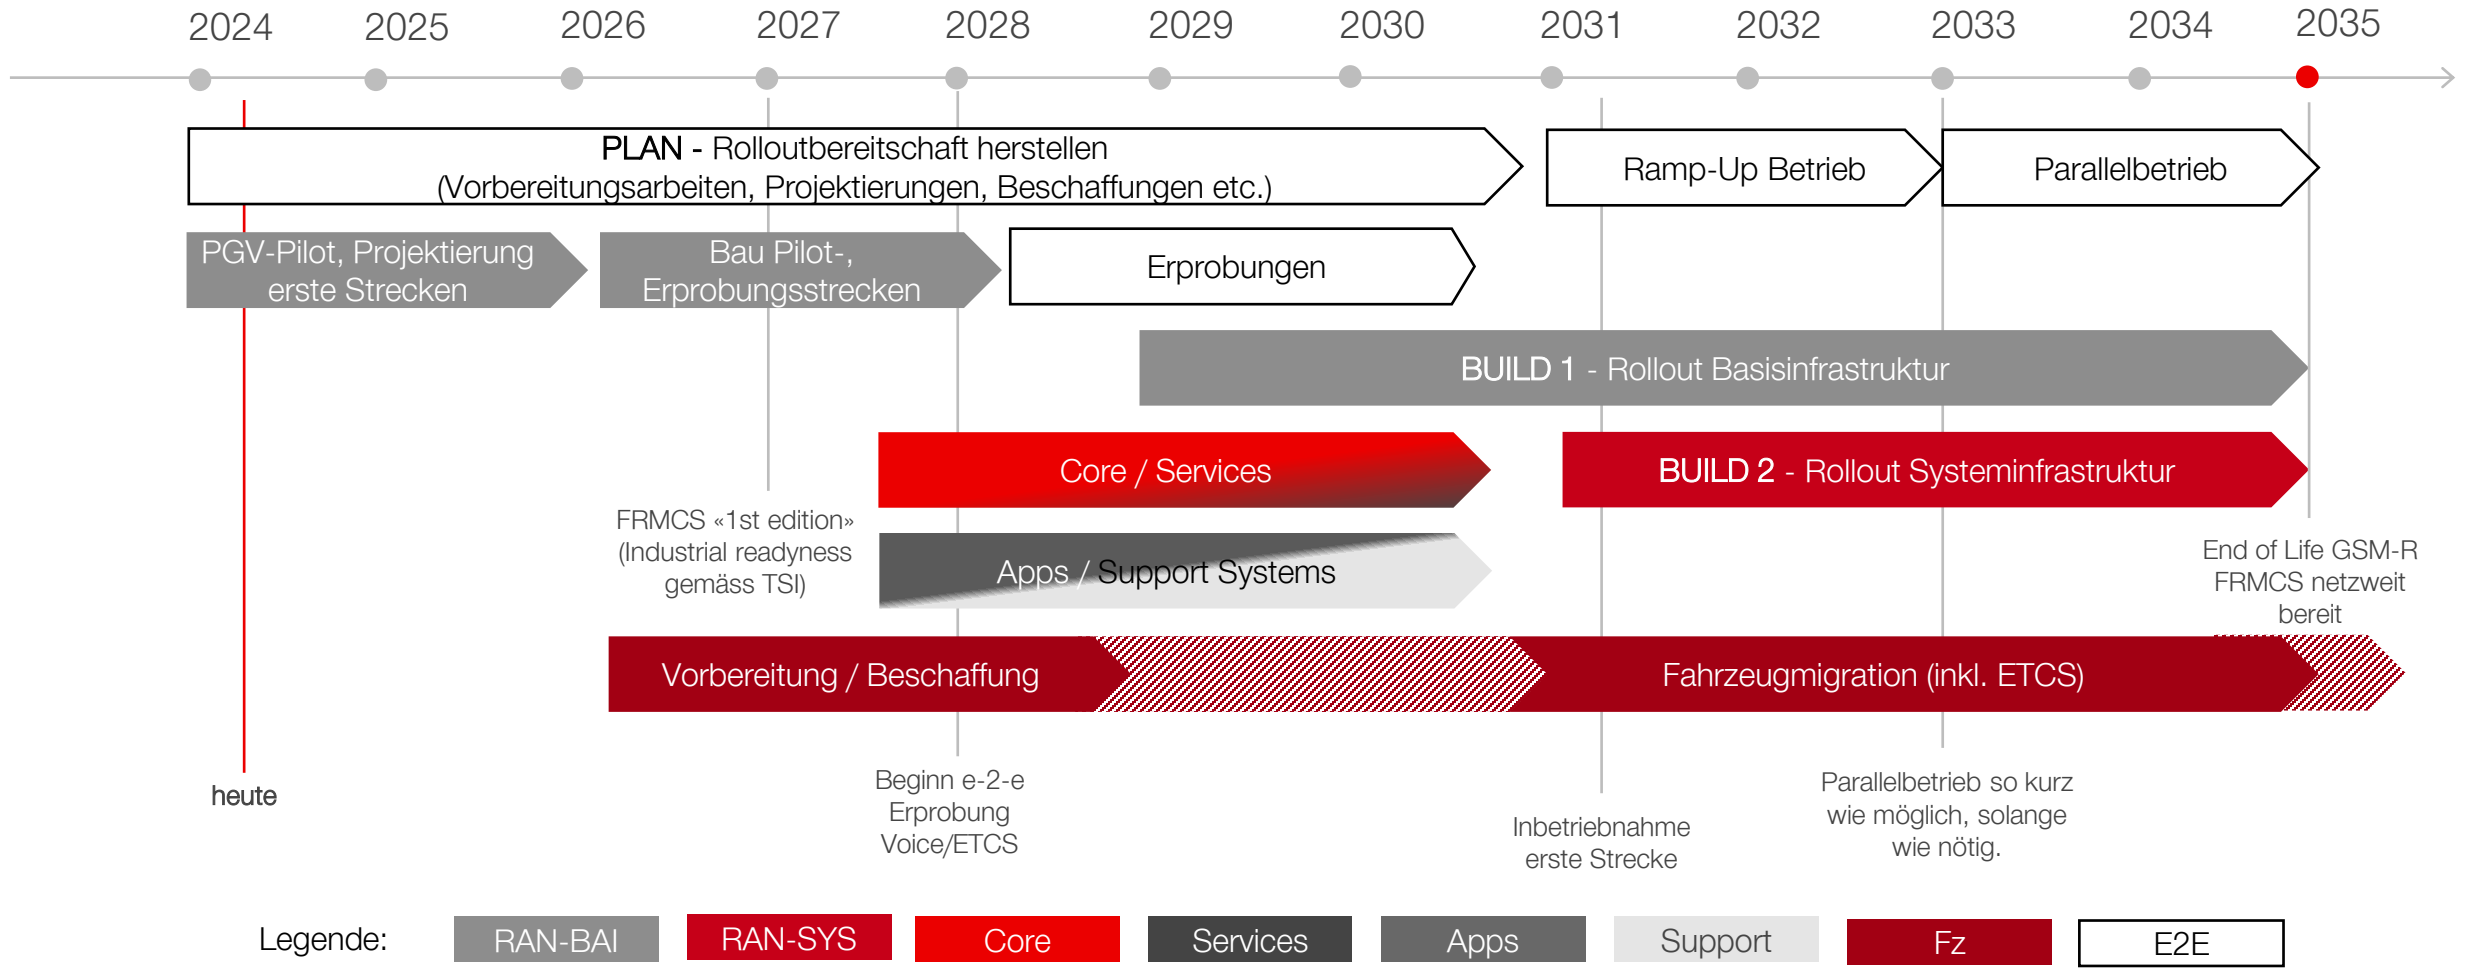 2024 2025 2026 2027 2028 2029 2030 2031 2032 2033 2034 2035
PLAN - Rolloutbereitschaft herstellen
(Vorbereitungsarbeiten, Projektierungen, Beschaffungen etc.)
Ramp-Up Betrieb
Parallelbetrieb
PGV-Pilot, Projektierung
erste Strecken
Bau Pilot-,
Erprobungsstrecken
Erprobungen
BUILD 1 - Rollout Basisinfrastruktur
Core / Services
BUILD 2 - Rollout Systeminfrastruktur
FRMCS «1st edition»
(Industrial readyness
gemäss TSI)
Apps / Support Systems
End of Life GSM-R
FRMCS netzweit
bereit
Vorbereitung / Beschaffung
Fahrzeugmigration (inkl. ETCS)
heute
Beginn e-2-e
Erprobung
Voice/ETCS
Inbetriebnahme
erste Strecke
Parallelbetrieb so kurz
wie möglich, solange
wie nötig.
Legende: RAN-BAI RAN-SYS Core Services Apps Support Fz E2E